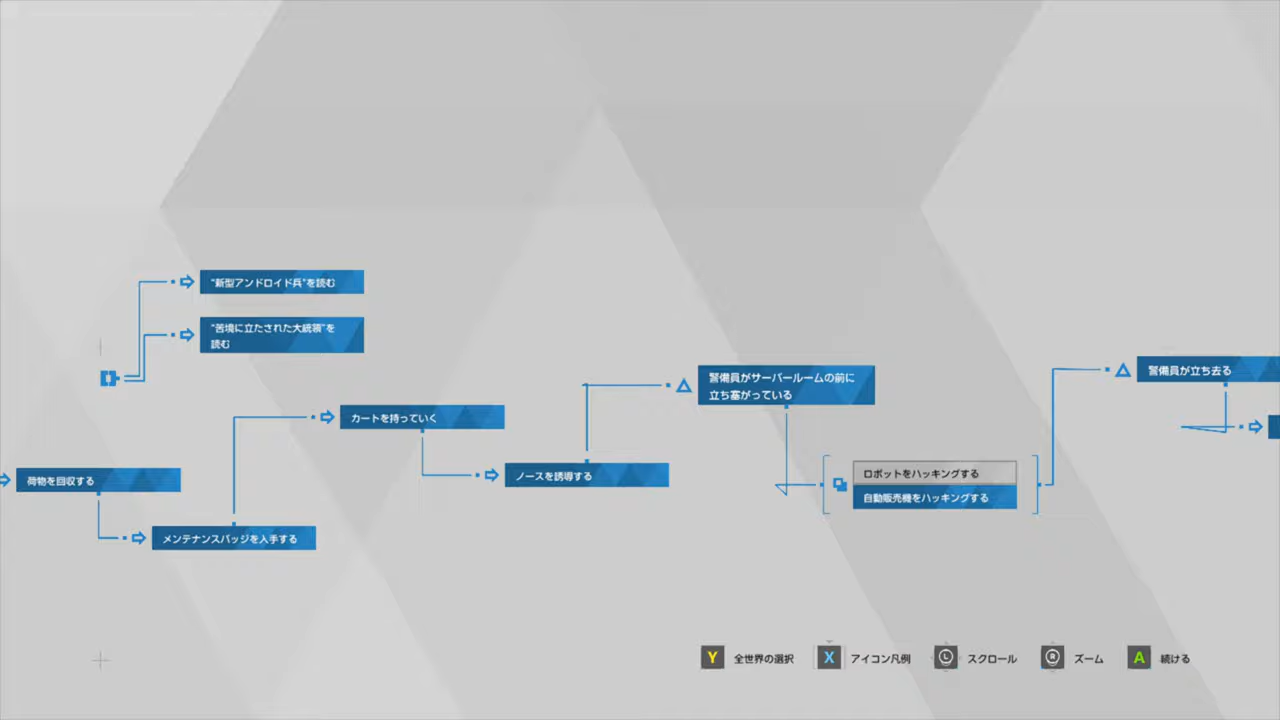 "新型アンドロイド兵"を読む
"苦境に立たされた大統領"を
読む
荷物を回収する
メンテナンスバッジを入手する
カートを持っていく
ノースを誘導する
警備員がサーバールームの前に
立ち塞がっている
ロボットをハッキングする
自動販売機をハッキングする
警備員が立ち去る
Y 全世界の選択
X アイコン凡例
L スクロール
R ズーム
A 続ける